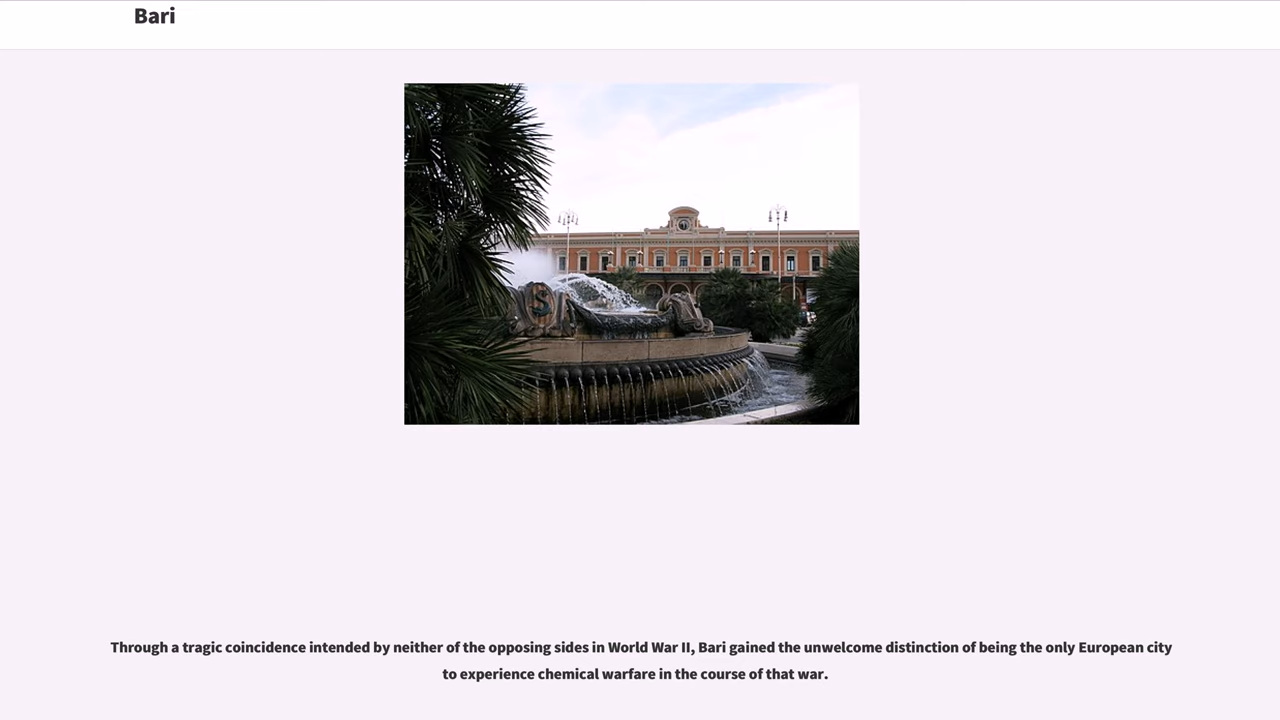 Bari
Through a tragic coincidence intended by neither of the opposing sides in World War II, Bari gained the unwelcome distinction of being the only European city
to experience chemical warfare in the course of that war.